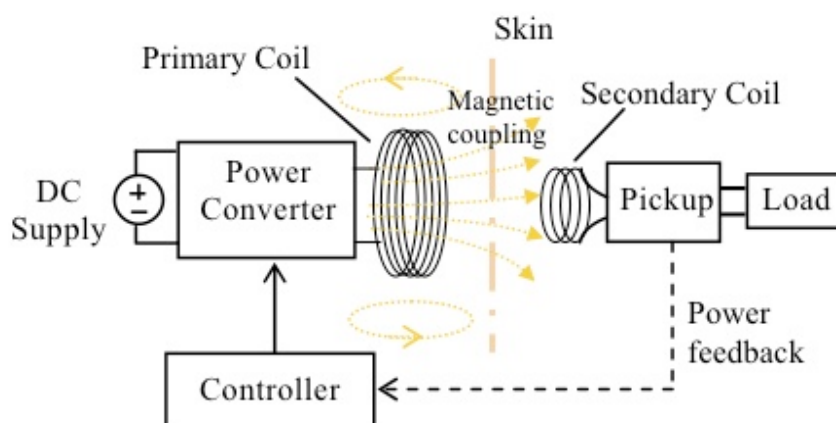 Skin
Primary Coil
Magnetic
coupling
Secondary Coil
DC
Supply
Power
Converter
Pickup
Load
Power
feedback
Controller